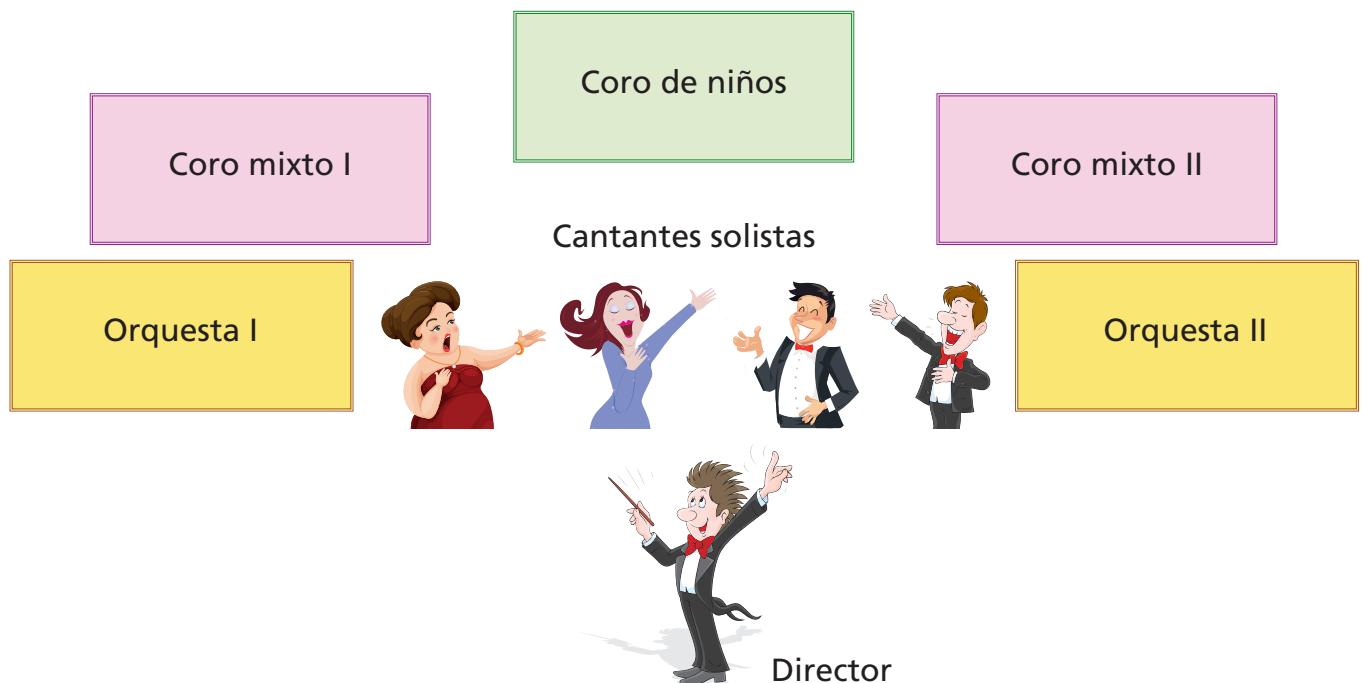 Coro de niños
Coro mixto I
Coro mixto II
Cantantes solistas
Orquesta I
Orquesta II
Director